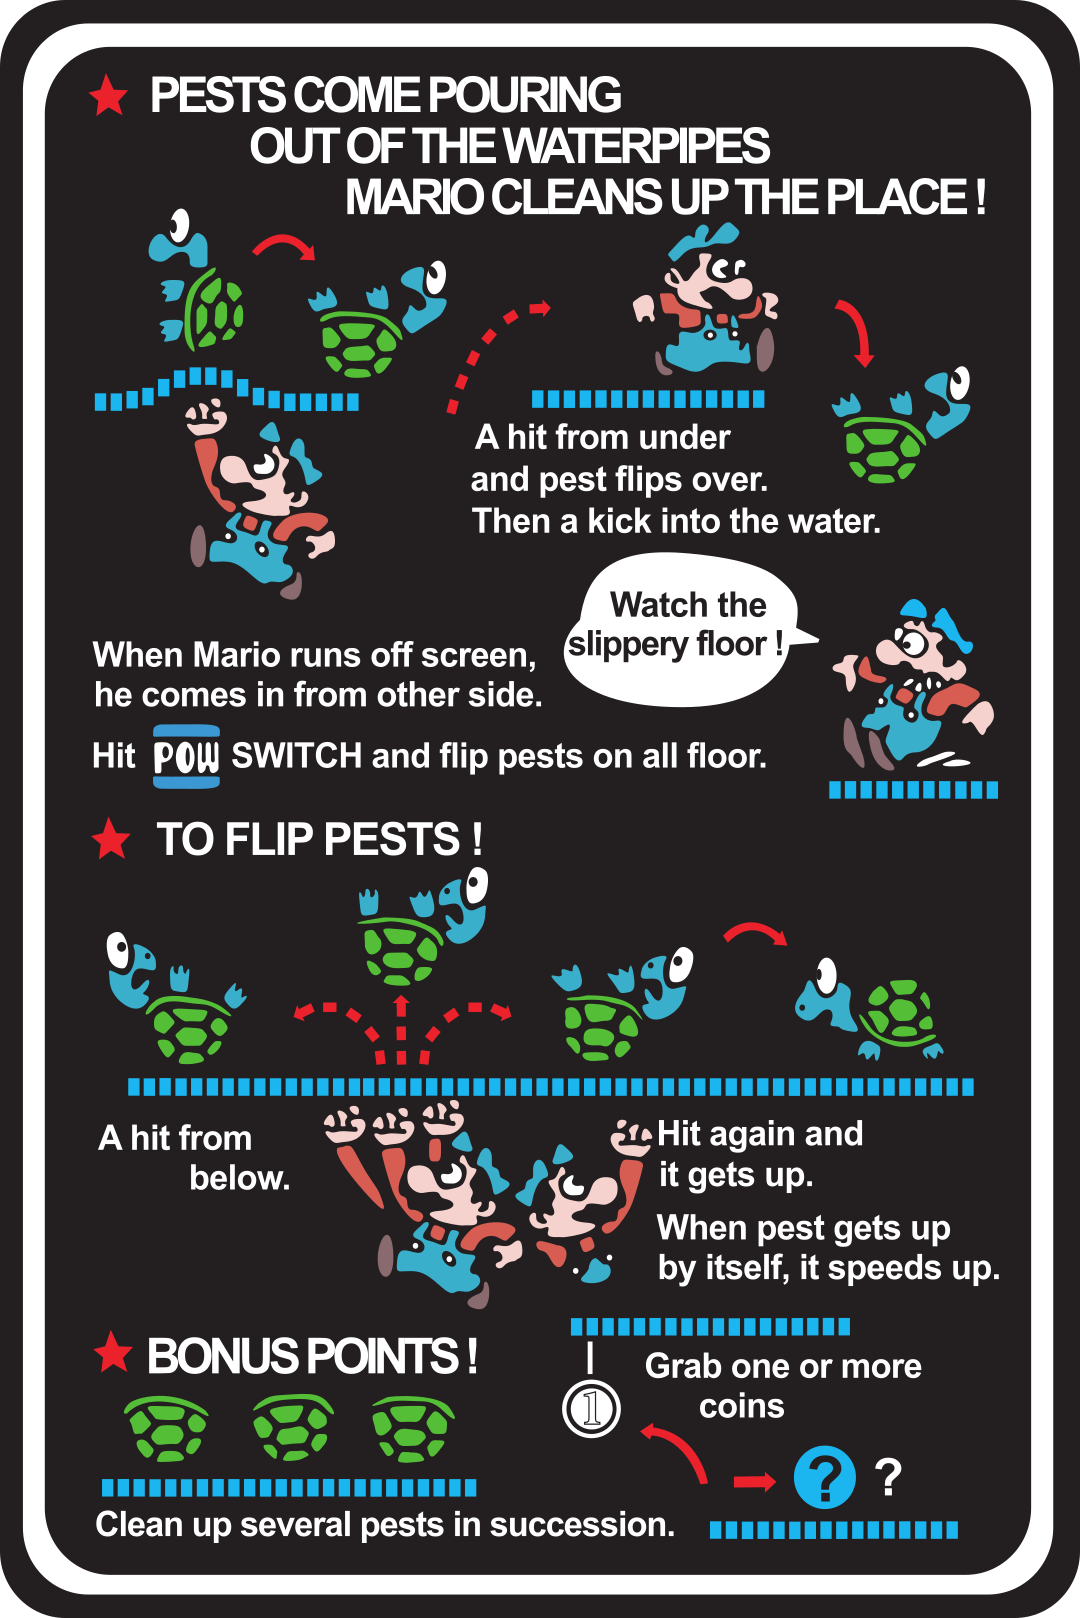 PESTS COME POURING
OUT OF THE WATERPIPES
MARIO CLEANS UP THE PLACE !
A hit from under
and pest flips over.
Then a kick into the water.
Watch the
slippery floor !
When Mario runs off screen,
he comes in from other side.
Hit POW SWITCH and flip pests on all floor.
TO FLIP PESTS !
A hit from
below.
Hit again and
it gets up.
When pest gets up
by itself, it speeds up.
BONUS POINTS !
Grab one or more
coins
1
? ?
Clean up several pests in succession.